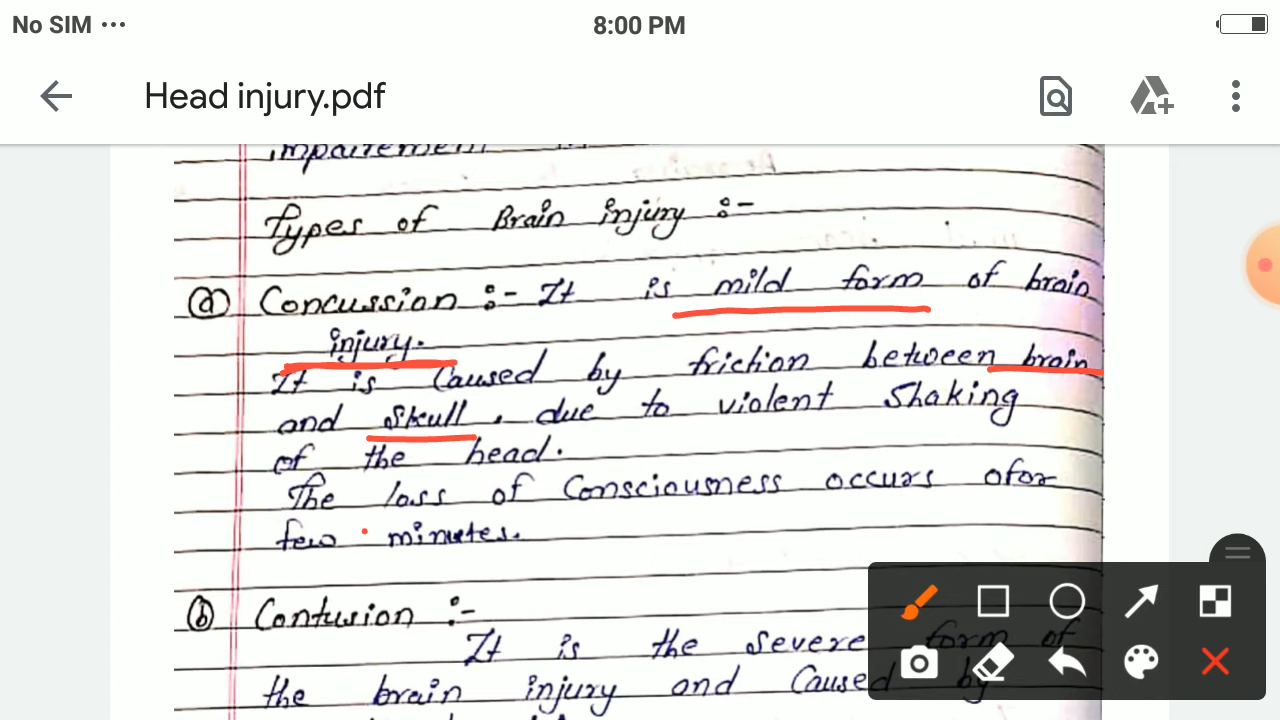 No SIM ...
8:00 PM
Head injury.pdf
impairement
Types of Brain injury :-
(a) Concussion :- It is mild form of brain
injury.
It is Caused by friction between brain
and Skull, due to violent Shaking
of the head.
The loss of Consciousness occurs ofor
few minutes.
(b) Contusion :-
It is the severe form of
the brain injury and Caused by